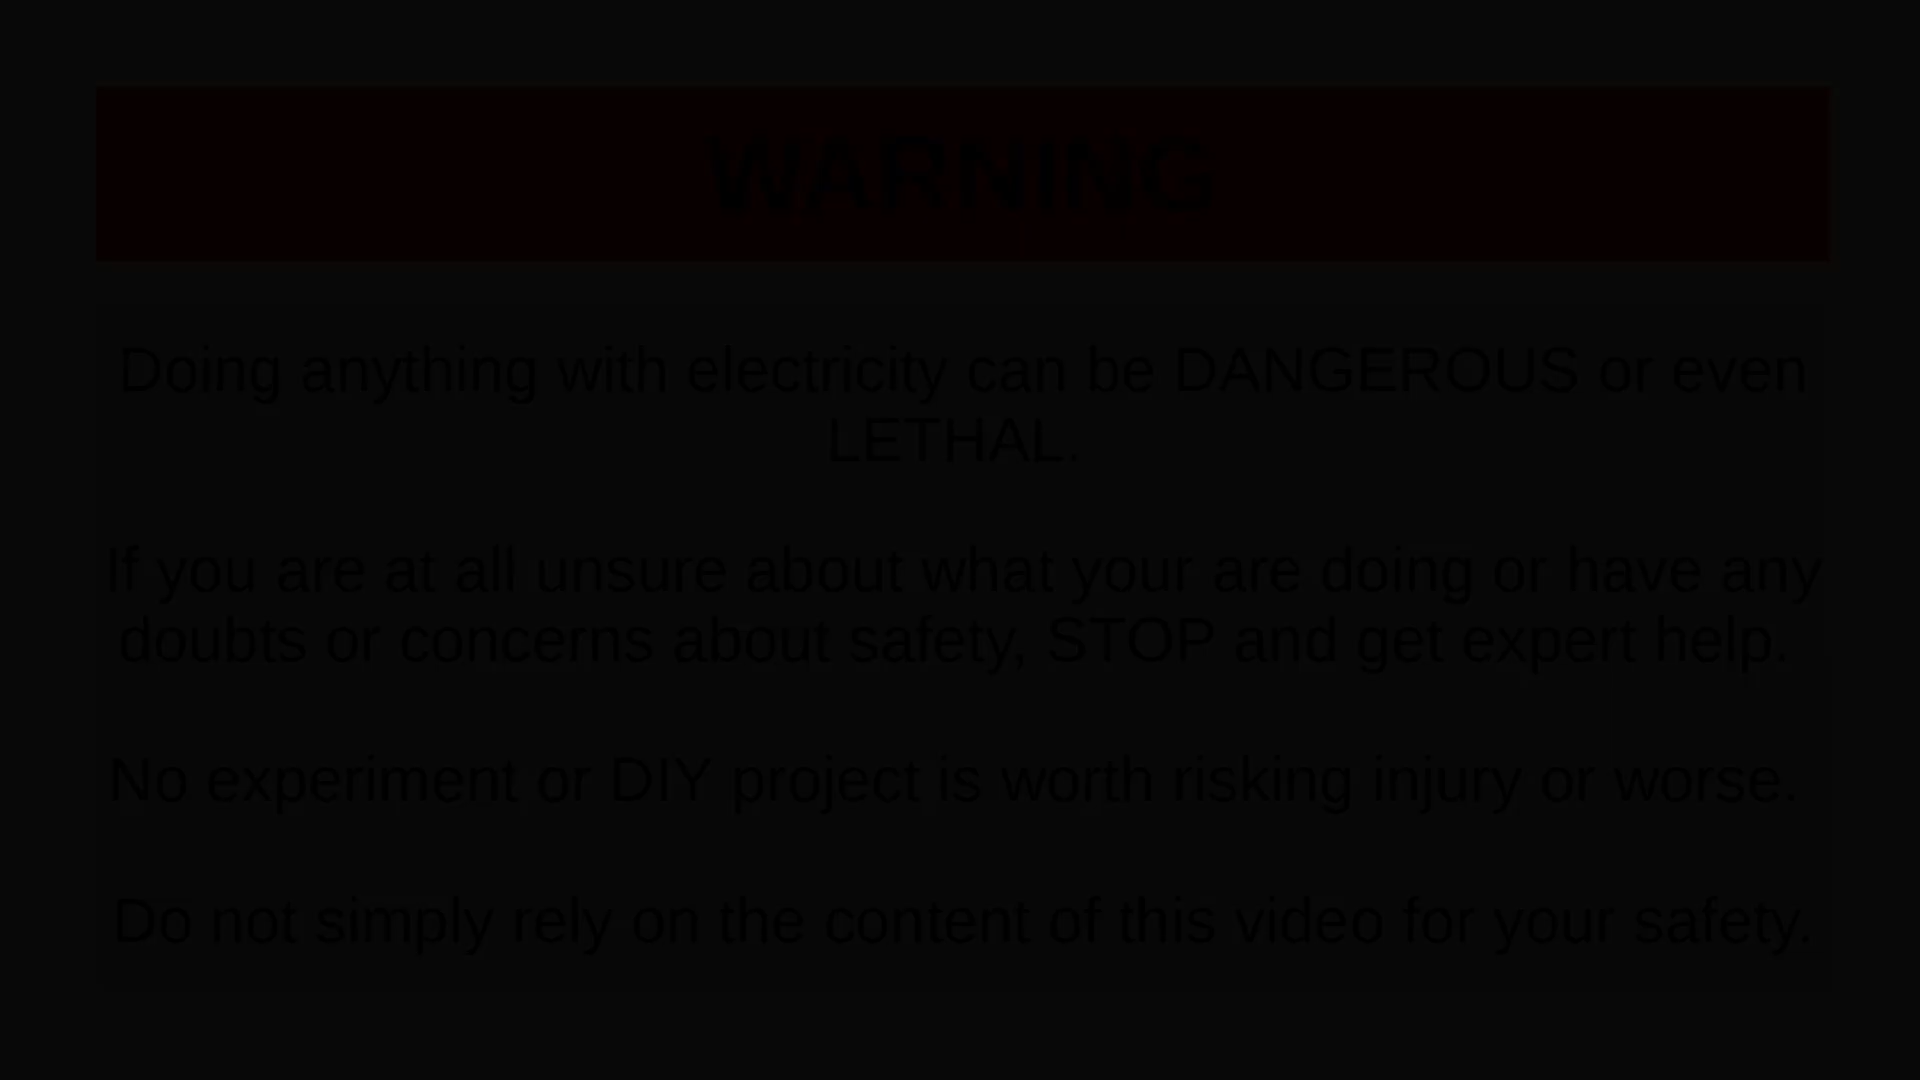 WARNING
Doing anything with electricity can be DANGEROUS or even
LETHAL.
If you are at all unsure about what your are doing or have any
doubts or concerns about safety, STOP and get expert help.
No experiment or DIY project is worth risking injury or worse.
Do not simply rely on the content of this video for your safety.